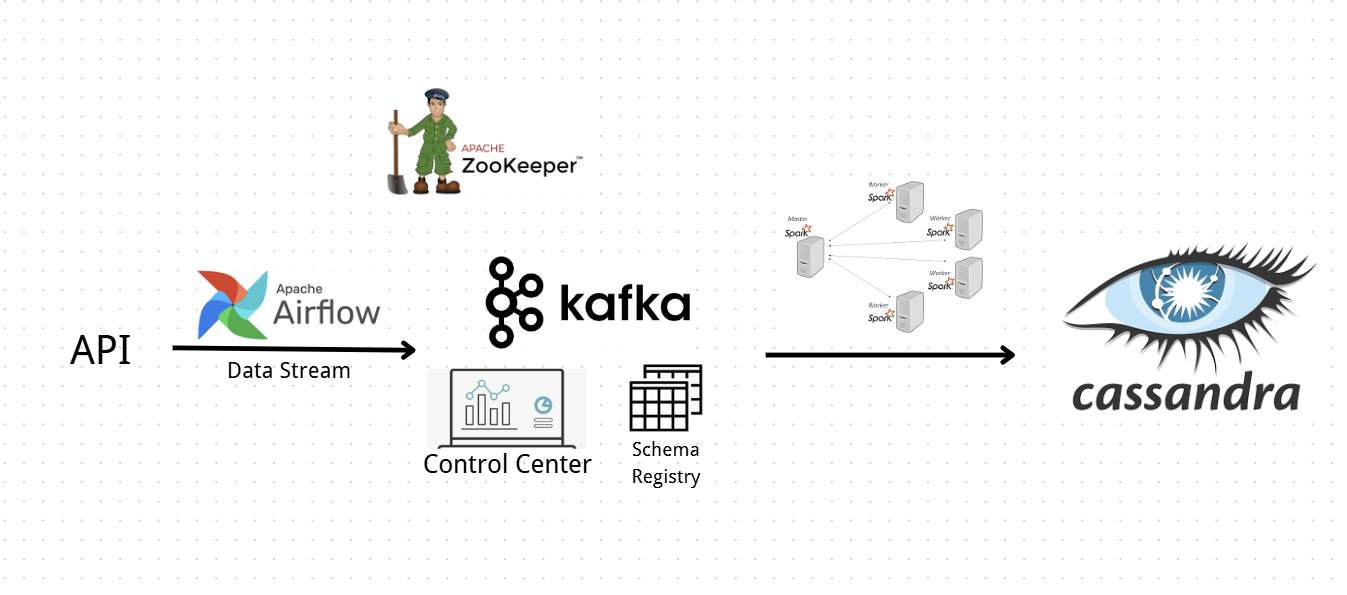 APACHE
ZooKeeper™
Worker
Spark
Master
Spark
Worker
Spark
Worker
Spark
Worker
Spark
Apache
Airflow
kafka
API
Data Stream
Control Center
Schema
Registry
cassandra